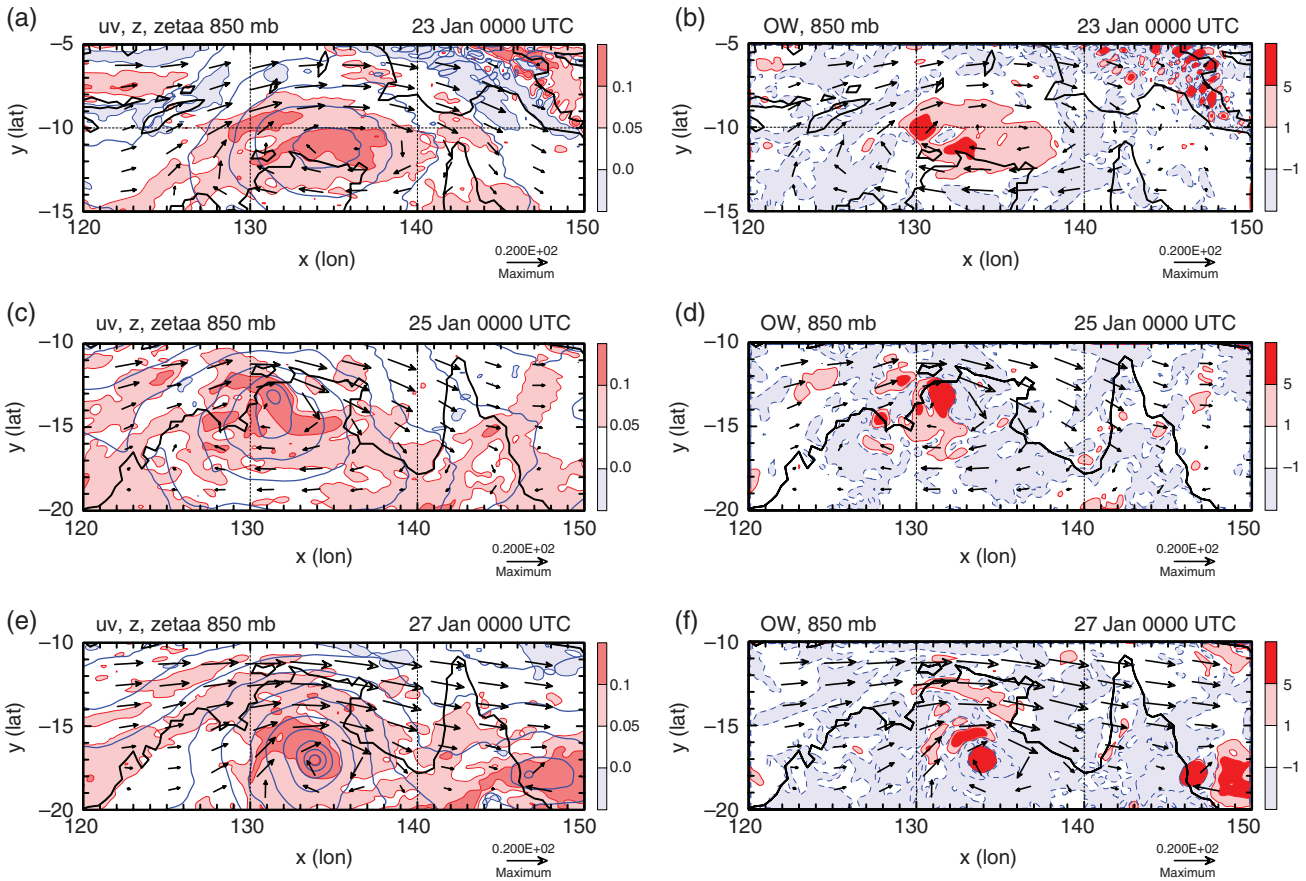 (a) uv, z, zetaa 850 mb 23 Jan 0000 UTC
−5
−10
−15
y (lat)
120 130 140 150
x (lon)
0.200E+02
Maximum
0.1
0.05
0.0
(b) OW, 850 mb 23 Jan 0000 UTC
−5
−10
−15
y (lat)
120 130 140 150
x (lon)
0.200E+02
Maximum
5
1
−1
(c) uv, z, zetaa 850 mb 25 Jan 0000 UTC
−10
−15
−20
y (lat)
120 130 140 150
x (lon)
0.200E+02
Maximum
0.1
0.05
0.0
(d) OW, 850 mb 25 Jan 0000 UTC
−10
−15
−20
y (lat)
120 130 140 150
x (lon)
0.200E+02
Maximum
5
1
−1
(e) uv, z, zetaa 850 mb 27 Jan 0000 UTC
−10
−15
−20
y (lat)
120 130 140 150
x (lon)
0.200E+02
Maximum
0.1
0.05
0.0
(f) OW, 850 mb 27 Jan 0000 UTC
−10
−15
−20
y (lat)
120 130 140 150
x (lon)
0.200E+02
Maximum
5
1
−1